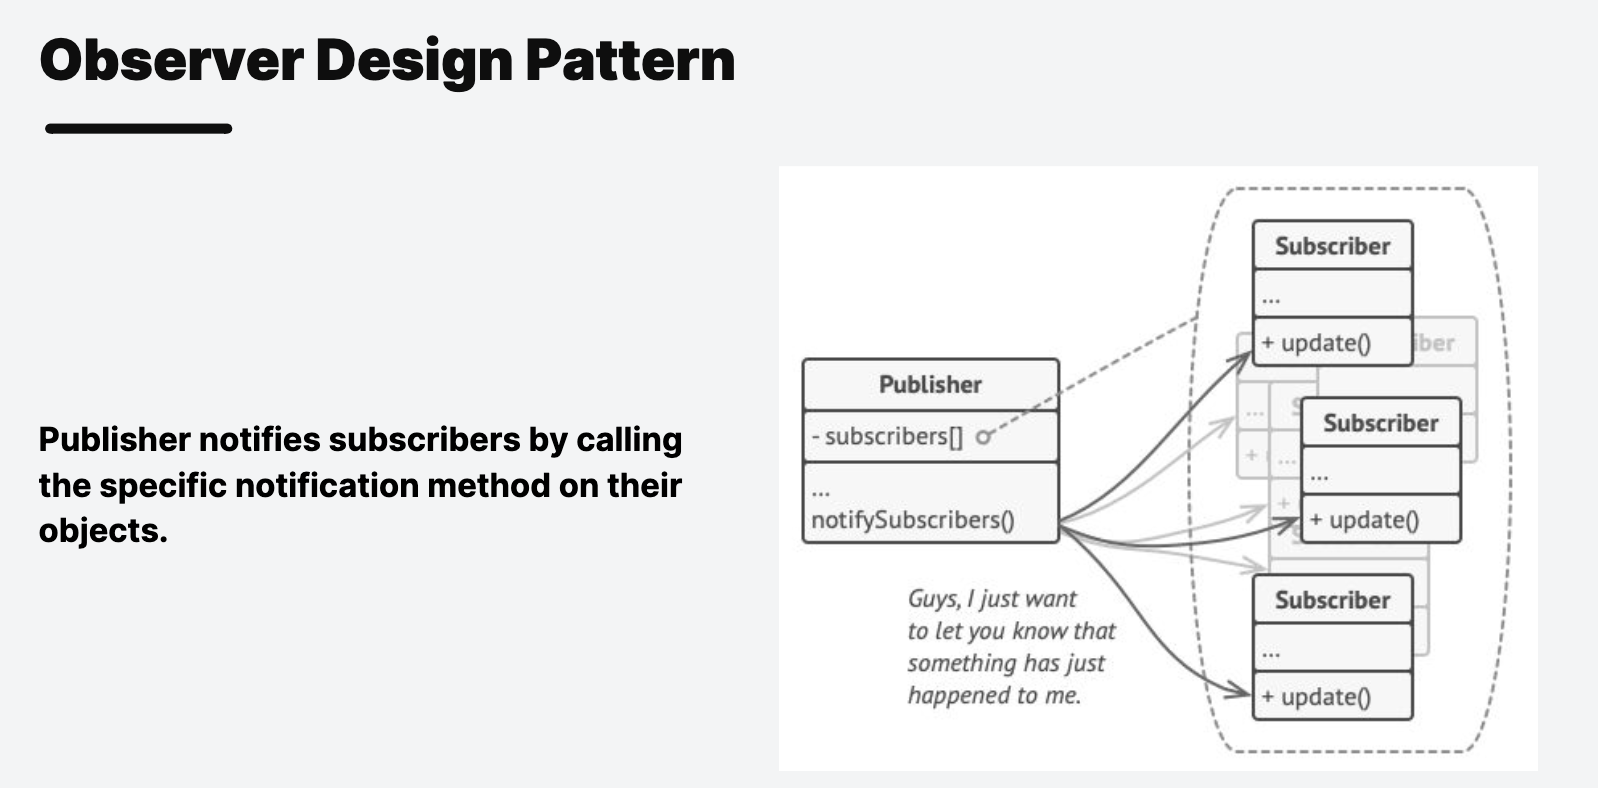 Observer Design Pattern
Publisher notifies subscribers by calling
the specific notification method on their
objects.
Publisher
- subscribers[]
...
notifySubscribers()
Guys, I just want
to let you know that
something has just
happened to me.
Subscriber
...
+ update()
iber
...
+
...
+
Subscriber
...
+ update()
Subscriber
...
+ update()